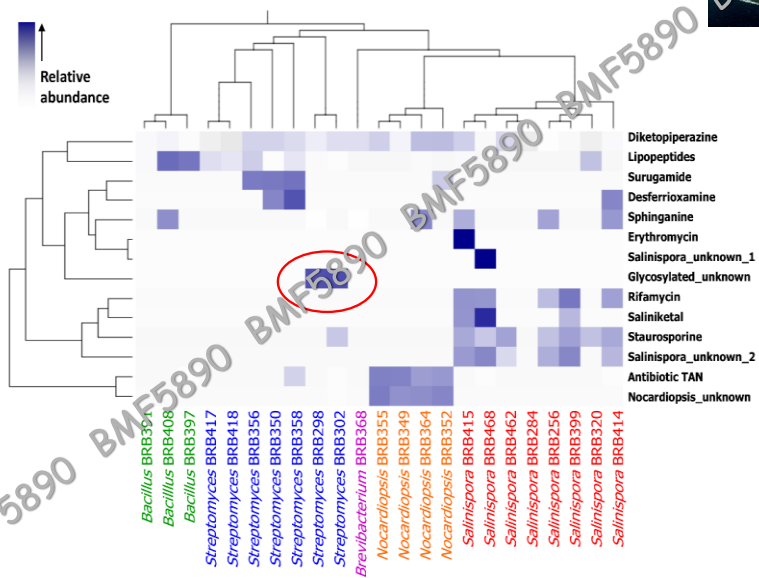 Relative
abundance
Diketopiperazine
Lipopeptides
Surugamide
Desferrioxamine
Sphinganine
Erythromycin
Salinispora_unknown_1
Glycosylated_unknown
Rifamycin
Saliniketal
Staurosporine
Salinispora_unknown_2
Antibiotic TAN
Nocardiopsis_unknown
Bacillus BRB391
Bacillus BRB408
Bacillus BRB397
Streptomyces BRB417
Streptomyces BRB418
Streptomyces BRB356
Streptomyces BRB350
Streptomyces BRB358
Streptomyces BRB298
Streptomyces BRB302
Brevibacterium BRB368
Nocardiopsis BRB355
Nocardiopsis BRB349
Nocardiopsis BRB364
Nocardiopsis BRB352
Salinispora BRB415
Salinispora BRB468
Salinispora BRB462
Salinispora BRB284
Salinispora BRB256
Salinispora BRB399
Salinispora BRB320
Salinispora BRB414
5890 BMF5890 BMF5890 BMF5890 BMF5890